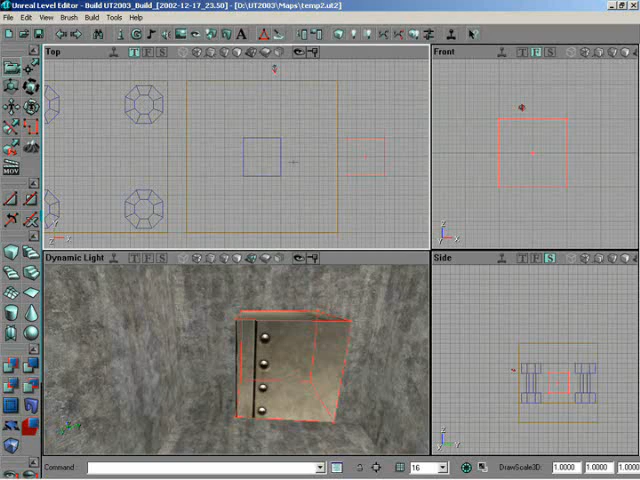 Unreal Level Editor - Build UT2003_Build_[2002-12-17_23.50] - [D:\UT2003\Maps\temp2.ut2]
File Edit View Brush Build Tools Help
Top T F S
Front T F S
MOV
Z X
Z X
Dynamic Light T F S
Side T F S
Command 16 DrawScale3D: 1.0000 1.0000 1.0000